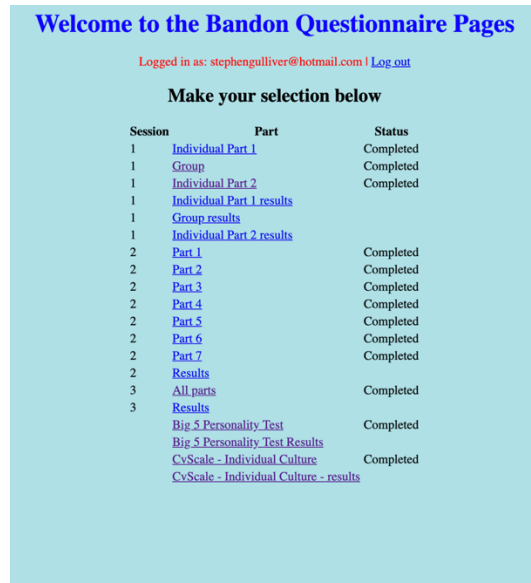 Welcome to the Bandon Questionnaire Pages
Logged in as: stephengulliver@hotmail.com | Log out
Make your selection below
Session Part Status
1 Individual Part 1 Completed
1 Group Completed
1 Individual Part 2 Completed
1 Individual Part 1 results
1 Group results
1 Individual Part 2 results
2 Part 1 Completed
2 Part 2 Completed
2 Part 3 Completed
2 Part 4 Completed
2 Part 5 Completed
2 Part 6 Completed
2 Part 7 Completed
2 Results
3 All parts Completed
3 Results
Big 5 Personality Test Completed
Big 5 Personality Test Results
CvScale - Individual Culture Completed
CvScale - Individual Culture - results